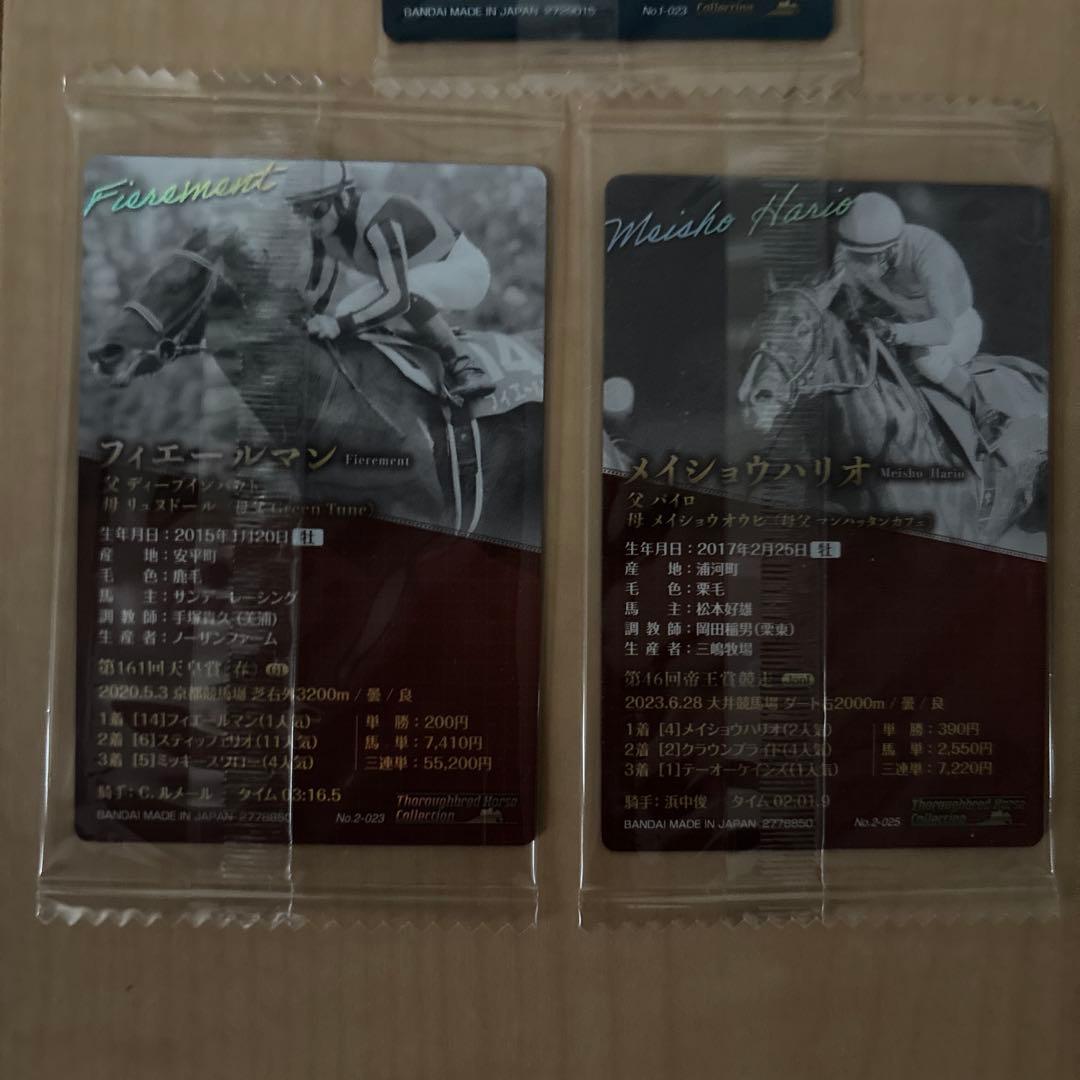 BANDAI MADE IN JAPAN 2729015 No.1-023 Collection
Fierement
14
フィエールマン Fierement
父 ディープインパクト
母 リュヌドール (母父 Green Tune)
生年月日：2015年1月20日 牡
産地：安平町
毛色：鹿毛
馬主：サンデーレーシング
調教師：手塚貴久(美浦)
生産者：ノーザンファーム
第161回天皇賞(春) GI
2020.5.3 京都競馬場 芝右外3200m / 曇 / 良
1着 [14]フィエールマン(1人気) 単勝：200円
2着 [6]スティッフェリオ(11人気) 馬単：7,410円
3着 [5]ミッキースワロー(4人気) 三連単：55,200円
騎手：C.ルメール タイム 03:16.5
BANDAI MADE IN JAPAN 2776850 No.2-023 Thoroughbred Horse Collection
Meisho Hario
メイショウハリオ Meisho Hario
父 パイロ
母 メイショウオウヒ (母父 マンハッタンカフェ)
生年月日：2017年2月25日 牡
産地：浦河町
毛色：栗毛
馬主：松本好雄
調教師：岡田稲男(栗東)
生産者：三嶋牧場
第46回帝王賞競走 JpnI
2023.6.28 大井競馬場 ダート右2000m / 曇 / 良
1着 [4]メイショウハリオ(2人気) 単勝：390円
2着 [2]クラウンプライド(4人気) 馬単：2,550円
3着 [1]テーオーケインズ(1人気) 三連単：7,220円
騎手：浜中俊 タイム 02:01.9
BANDAI MADE IN JAPAN 2776850 No.2-025 Thoroughbred Horse Collection